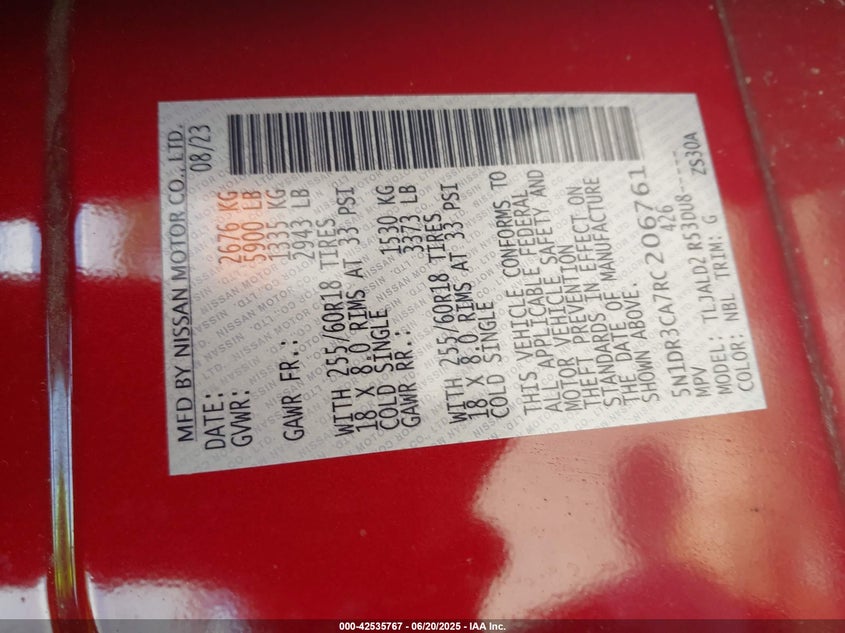 MFD BY NISSAN MOTOR CO., LTD.
DATE: 08/23
GVWR: 2676 KG
5900 LB
GAWR FR.: 1335 KG
2943 LB
WITH 255/60R18 TIRES
18 X 8.0 RIMS AT 33 PSI
COLD SINGLE
GAWR RR.: 1530 KG
3373 LB
WITH 255/60R18 TIRES
18 X 8.0 RIMS AT 33 PSI
COLD SINGLE
THIS VEHICLE CONFORMS TO
ALL APPLICABLE FEDERAL
MOTOR VEHICLE SAFETY AND
THEFT PREVENTION
STANDARDS IN EFFECT ON
THE DATE OF MANUFACTURE
SHOWN ABOVE.
5N1DR3CA7RC206761
MPV 426
MODEL: TLJALD2 R53DU8-----
COLOR: NBL TRIM: G ZS30A
000-42535767 - 06/20/2025 - IAA Inc.